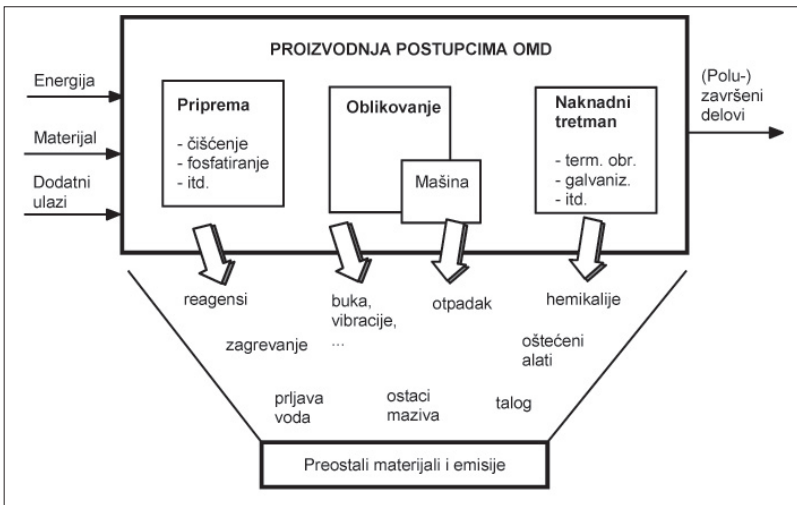 PROIZVODNJA POSTUPCIMA OMD
Energija
Materijal
Dodatni
ulazi
Priprema
- čišćenje
- fosfatiranje
- itd.
Oblikovanje
Mašina
Naknadni
tretman
- term. obr.
- galvaniz.
- itd.
(Polu-)
završeni
delovi
reagensi
buka,
vibracije,
...
otpadak
hemikalije
zagrevanje
oštećeni
alati
prljava
voda
ostaci
maziva
talog
Preostali materijali i emisije